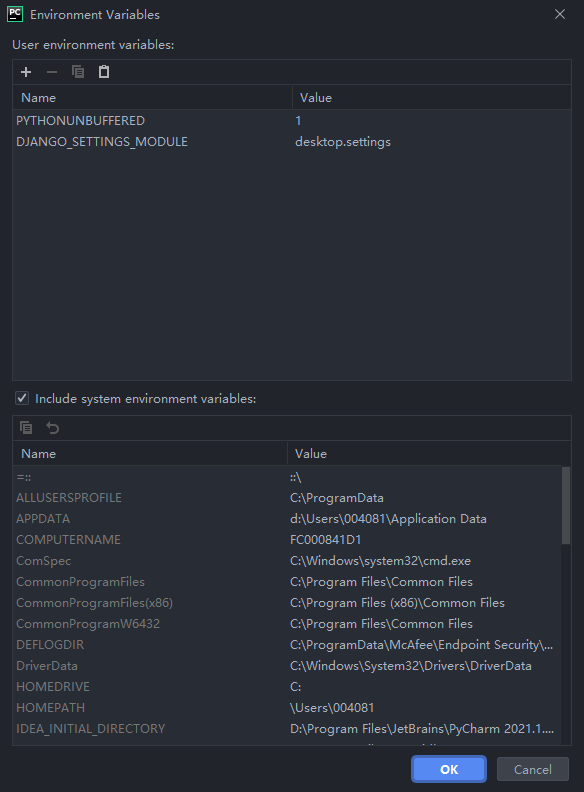 PC Environment Variables
User environment variables:
Name Value
PYTHONUNBUFFERED 1
DJANGO_SETTINGS_MODULE desktop.settings
Include system environment variables:
Name Value
=:: ::\
ALLUSERSPROFILE C:\ProgramData
APPDATA d:\Users\004081\Application Data
COMPUTERNAME FC000841D1
ComSpec C:\Windows\system32\cmd.exe
CommonProgramFiles C:\Program Files\Common Files
CommonProgramFiles(x86) C:\Program Files (x86)\Common Files
CommonProgramW6432 C:\Program Files\Common Files
DEFLOGDIR C:\ProgramData\McAfee\Endpoint Security\...
DriverData C:\Windows\System32\Drivers\DriverData
HOMEDRIVE C:
HOMEPATH \Users\004081
IDEA_INITIAL_DIRECTORY D:\Program Files\JetBrains\PyCharm 2021.1....
OK Cancel